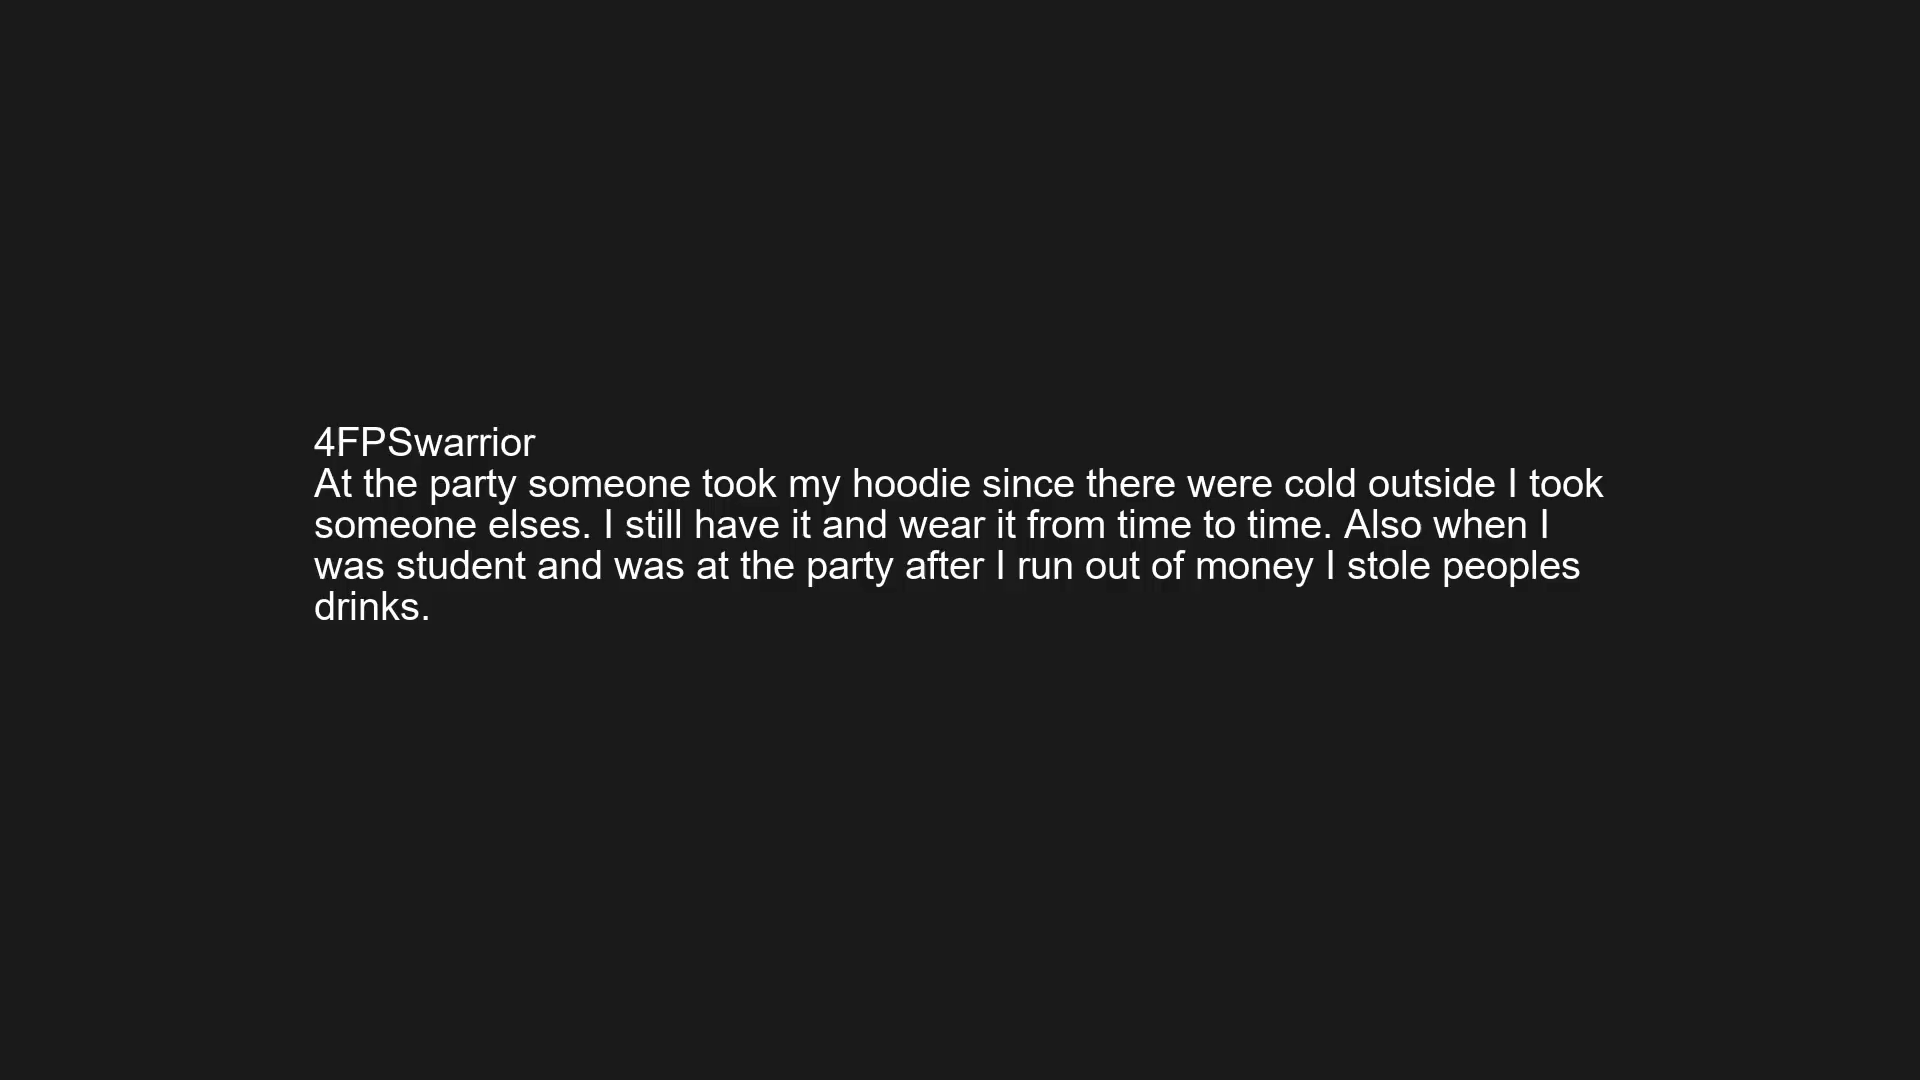 4FPSwarrior
At the party someone took my hoodie since there were cold outside I took
someone elses. I still have it and wear it from time to time. Also when I
was student and was at the party after I run out of money I stole peoples
drinks.